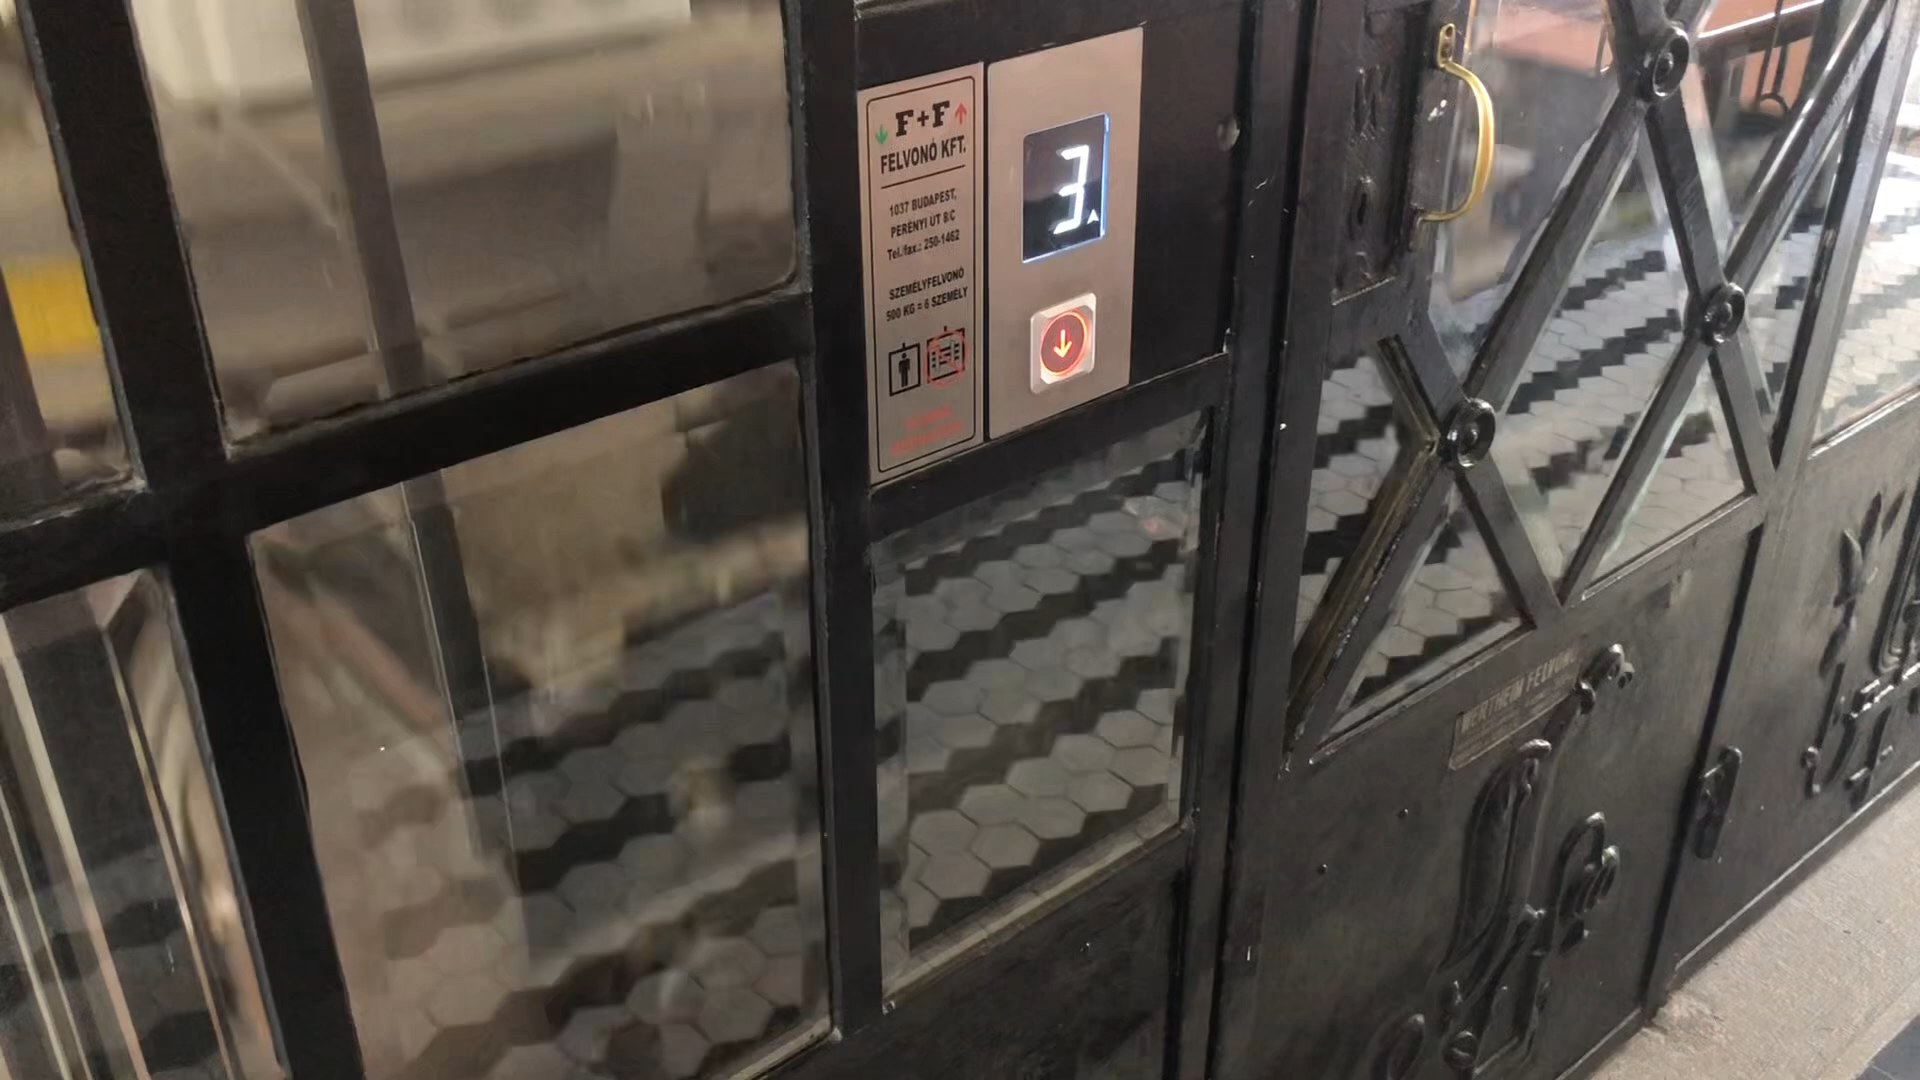 F+F
FELVONÓ KFT.
1037 BUDAPEST,
PERÉNYI ÚT 8/C
Tel./fax.: 250-1462
SZEMÉLYFELVONÓ
500 KG = 6 SZEMÉLY
3
WERTHEIM FELVONÓ